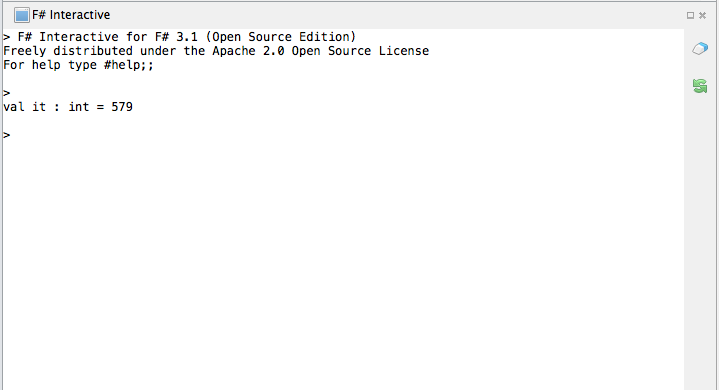 F# Interactive
> F# Interactive for F# 3.1 (Open Source Edition)
Freely distributed under the Apache 2.0 Open Source License
For help type #help;;
>
val it : int = 579
>